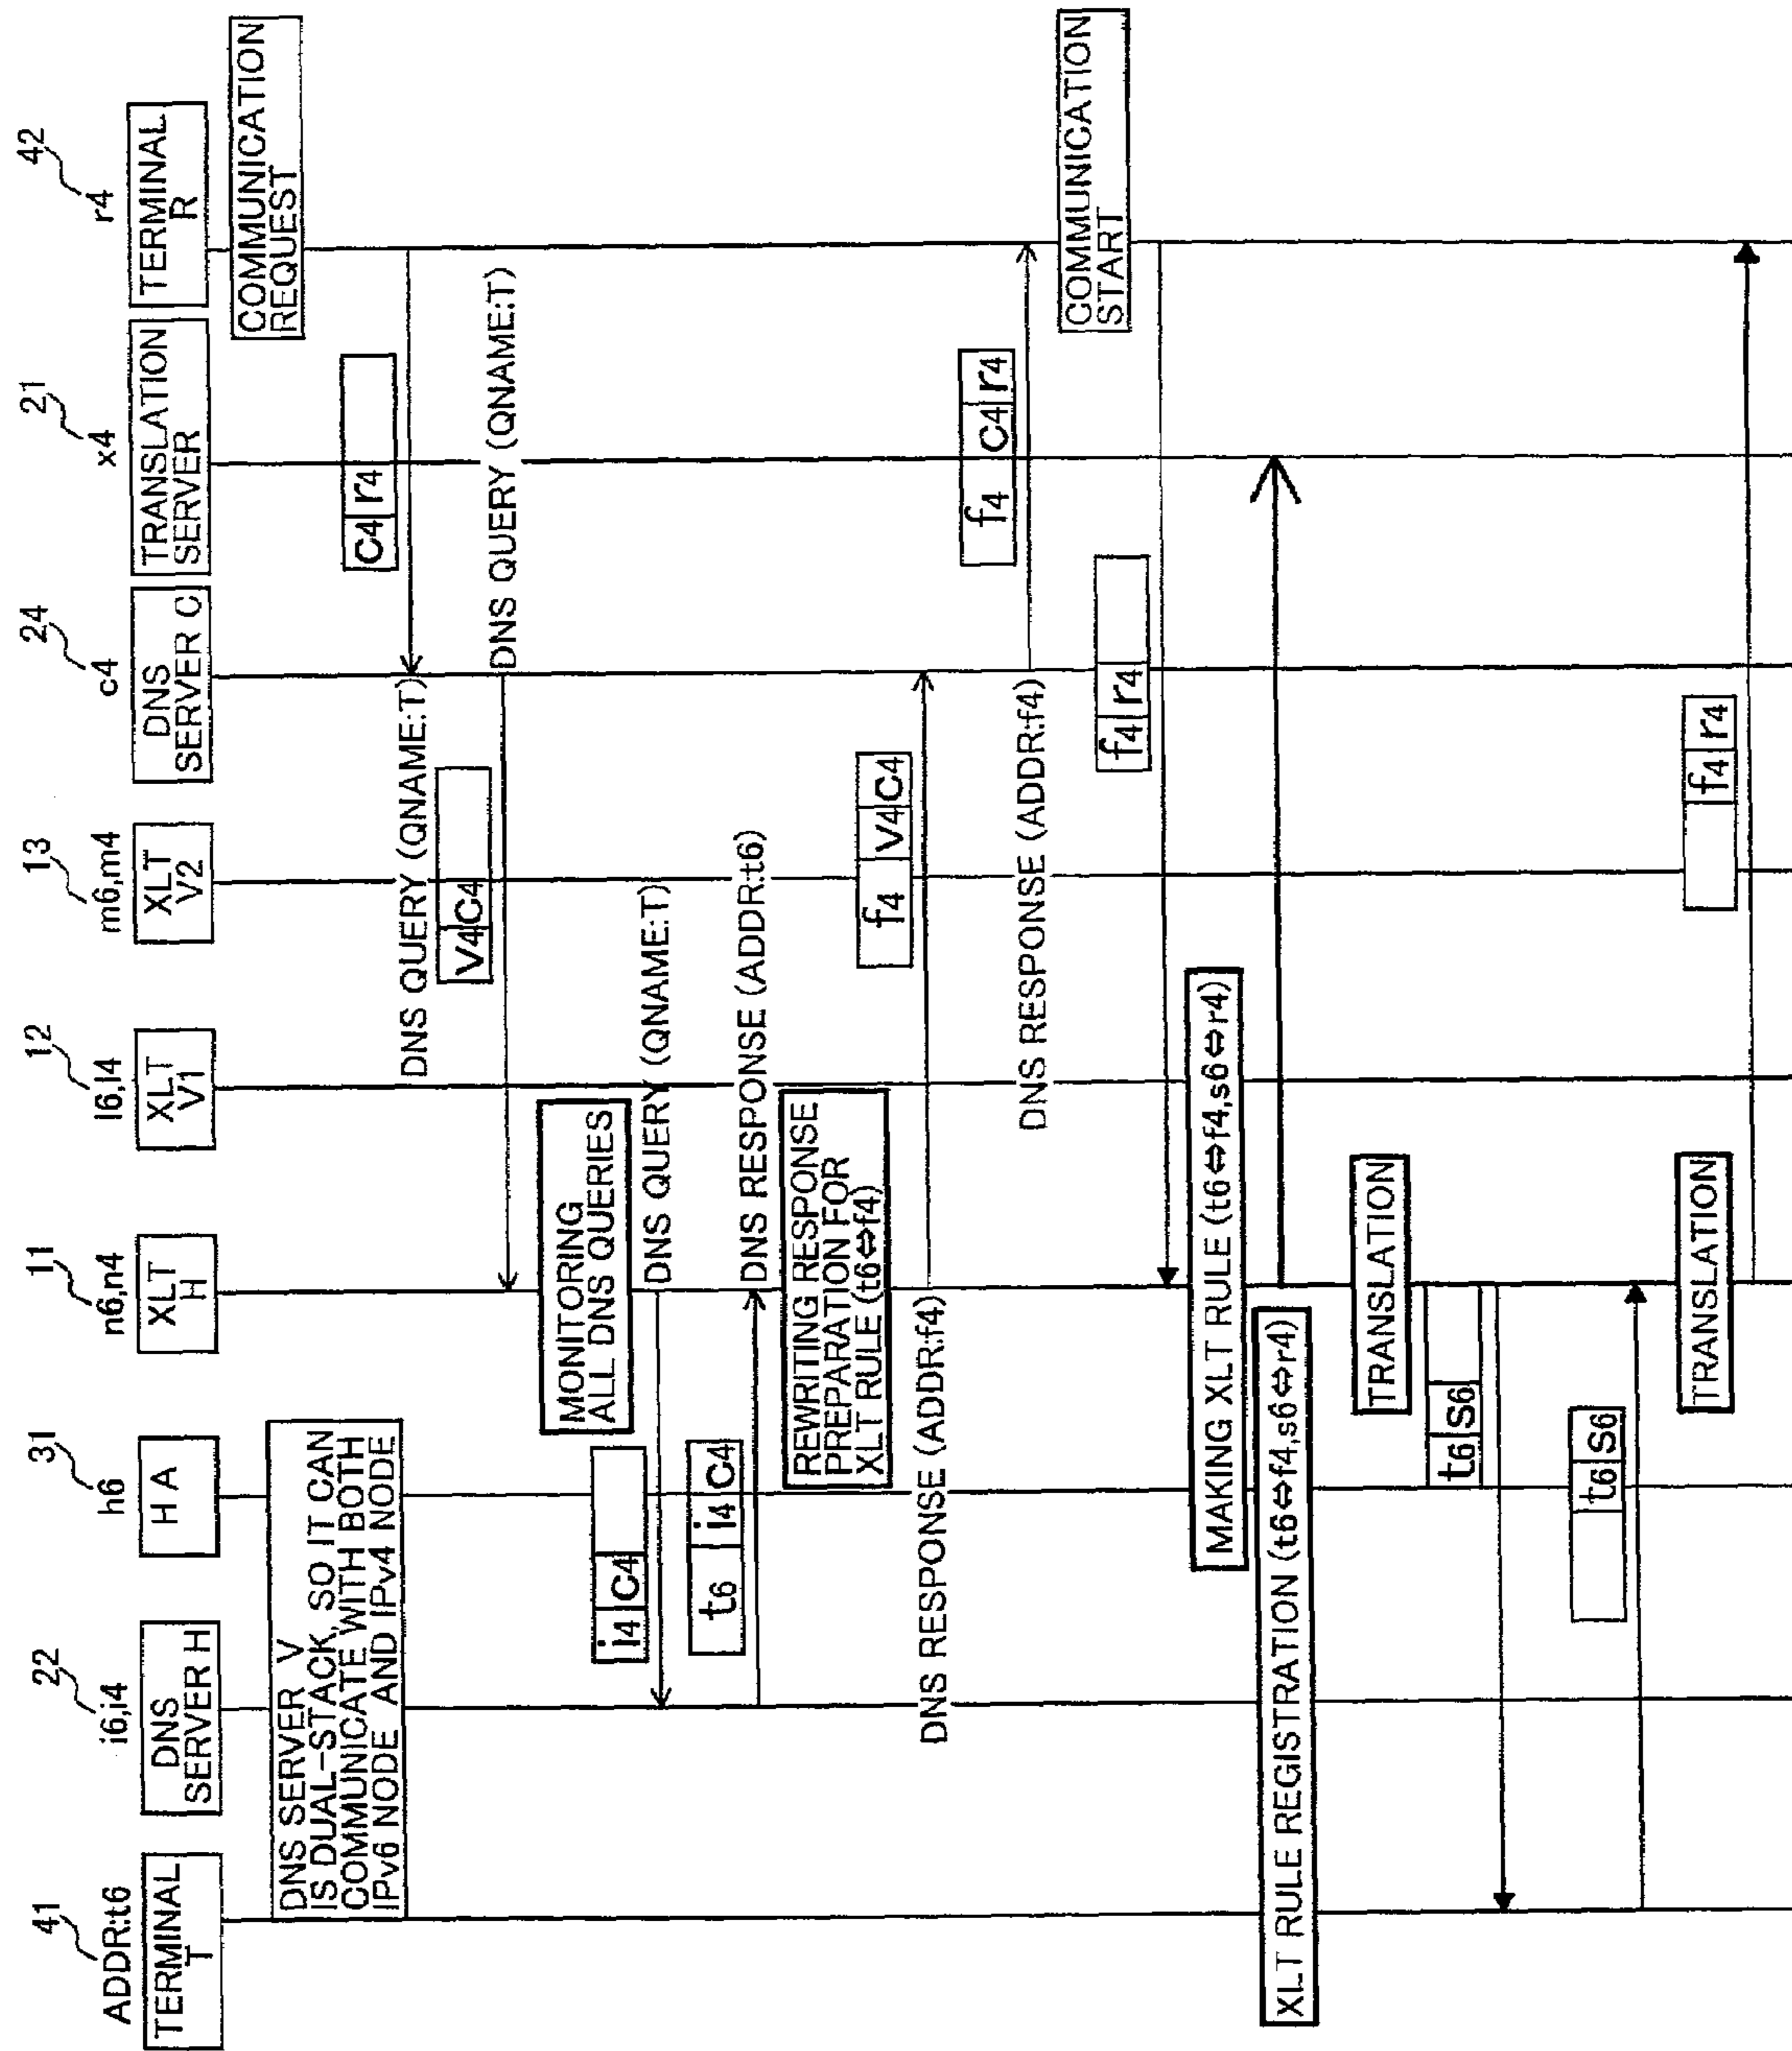 41
ADDR:t6
TERMINAL
T
22
i6,i4
DNS
SERVER H
31
h6
H A
11
n6,n4
XLT
H
12
l6,l4
XLT
V1
13
m6,m4
XLT
V2
24
c4
DNS
SERVER C
21
x4
TRANSLATION
SERVER
42
r4
TERMINAL
R
DNS SERVER V
IS DUAL-STACK, SO IT CAN
COMMUNICATE WITH BOTH
IPv6 NODE AND IPv4 NODE
COMMUNICATION
REQUEST
C4 r4
DNS QUERY (QNAME:T)
V4 C4
DNS QUERY (QNAME:T)
MONITORING
ALL DNS QUERIES
i4 C4
DNS QUERY (QNAME:T)
t6 i4 C4
DNS RESPONSE (ADDR:t6)
REWRITING RESPONSE
PREPARATION FOR
XLT RULE (t6⇔f4)
f4 V4 C4
DNS RESPONSE (ADDR:f4)
f4 C4 r4
DNS RESPONSE (ADDR:f4)
COMMUNICATION
START
f4 r4
MAKING XLT RULE (t6⇔f4,s6⇔r4)
XLT RULE REGISTRATION (t6⇔f4,s6⇔r4)
TRANSLATION
t6 S6
t6 S6
TRANSLATION
f4 r4